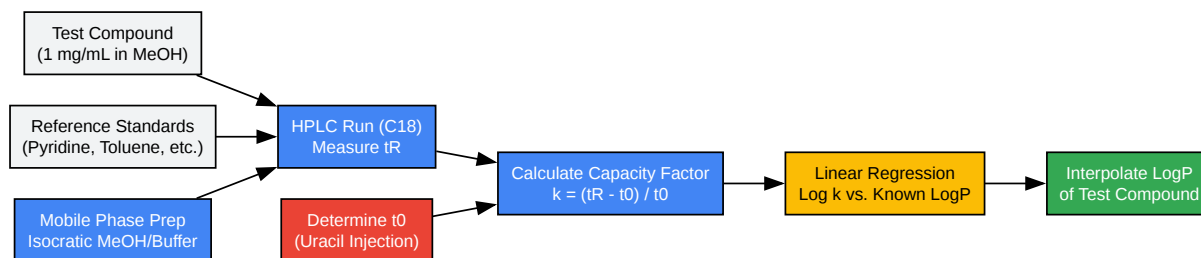 Test Compound
(1 mg/mL in MeOH)
Reference Standards
(Pyridine, Toluene, etc.)
Mobile Phase Prep
Isocratic MeOH/Buffer
HPLC Run (C18)
Measure tR
Determine t0
(Uracil Injection)
Calculate Capacity Factor
k = (tR - t0) / t0
Linear Regression
Log k vs. Known LogP
Interpolate LogP
of Test Compound